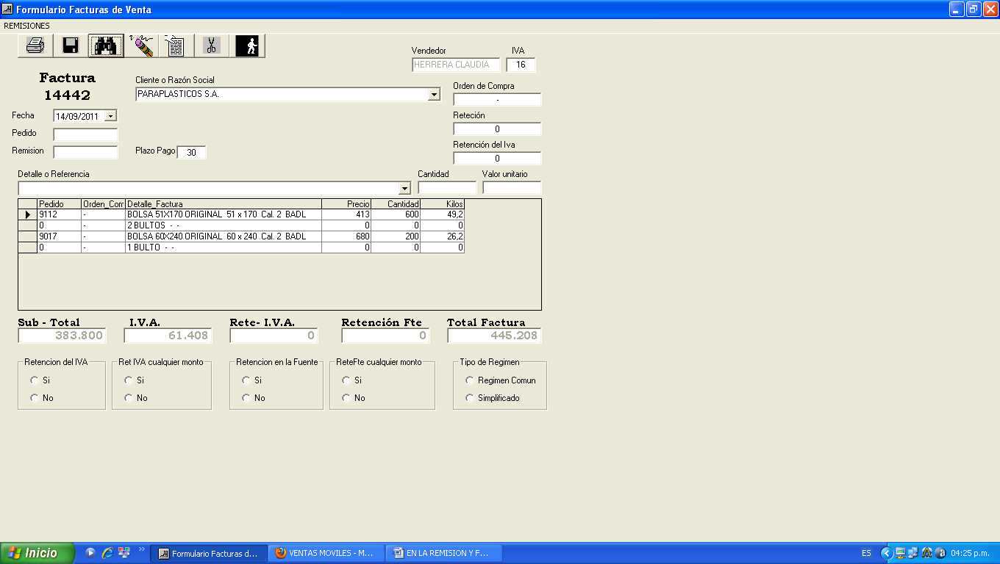 Formulario Facturas de Venta
REMISIONES
Vendedor IVA
HERRERA CLAUDIA 16
Factura
14442
Cliente o Razón Social
PARAPLASTICOS S.A.
Orden de Compra
-
Fecha 14/09/2011
Reteción
0
Pedido
Remision
Plazo Pago 30
Retención del Iva
0
Detalle o Referencia Cantidad Valor unitario
Pedido Orden_Com Detalle_Factura Precio Cantidad Kilos
9112 - BOLSA 51X170 ORIGINAL 51 x 170 Cal. 2 BADL 413 600 49,2
0 - 2 BULTOS - - 0 0 0
9017 - BOLSA 60X240 ORIGINAL 60 x 240 Cal. 2 BADL 680 200 26,2
0 - 1 BULTO - - 0 0 0
Sub - Total I.V.A. Rete- I.V.A. Retención Fte Total Factura
383.800 61.408 0 0 445.208
Retencion del IVA Ret IVA cualquier monto Retencion en la Fuente ReteFte cualquier monto Tipo de Regimen
Si Si Si Si Regimen Comun
No No No No Simplificado
Inicio » Formulario Facturas d... VENTAS MOVILES - M... EN LA REMISION Y F... ES 04:25 p.m.